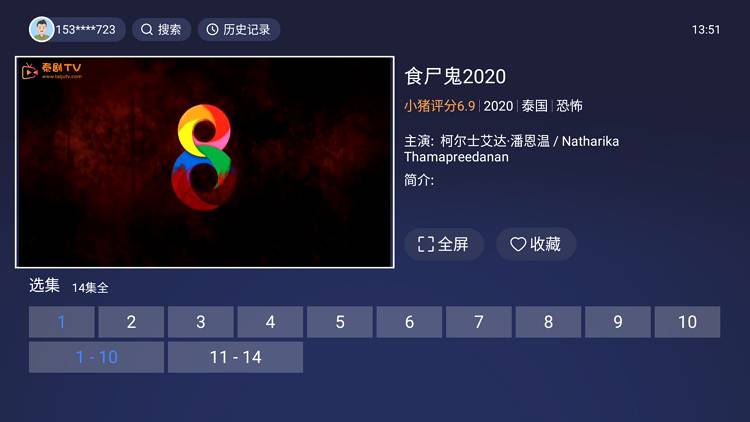 153****723 搜索 历史记录 13:51
泰剧TV
www.taijutv.com
食尸鬼2020
小猪评分6.9 2020 泰国 恐怖
主演: 柯尔士艾达·潘恩温 / Natharika
Thamapreedanan
简介:
全屏 收藏
选集 14集全
1 2 3 4 5 6 7 8 9 10
1 - 10 11 - 14